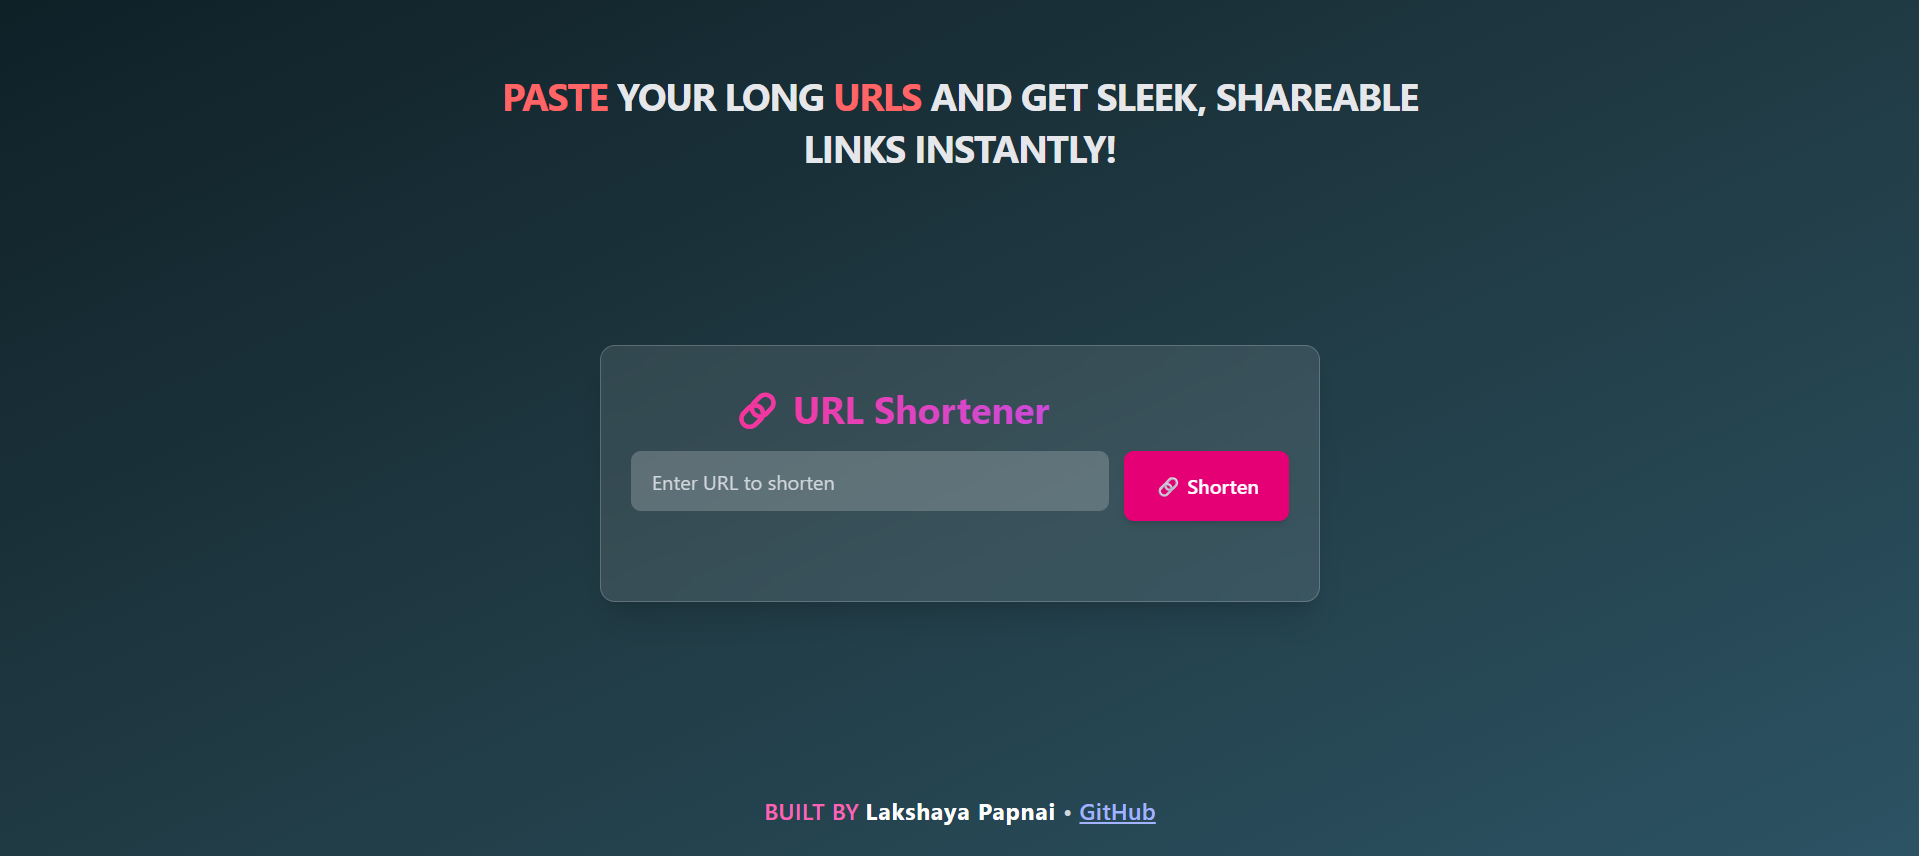 PASTE YOUR LONG URLS AND GET SLEEK, SHAREABLE
LINKS INSTANTLY!
🔗 URL Shortener
Enter URL to shorten
🔗 Shorten
BUILT BY Lakshaya Papnai • GitHub